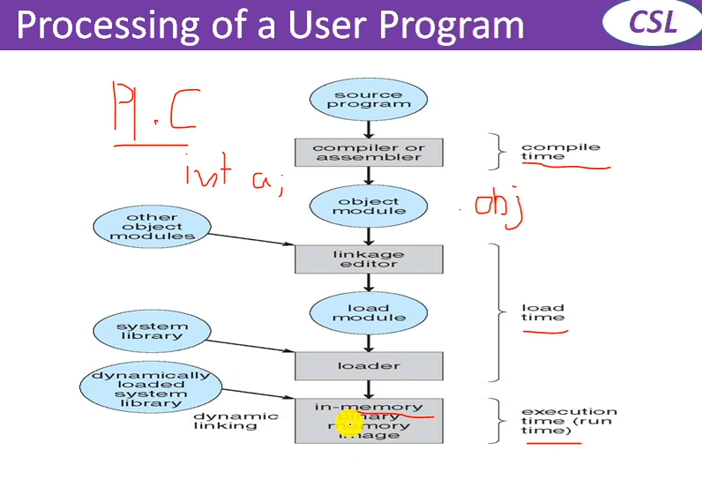 Processing of a User Program
CSL
P1.C
int a;
source
program
compiler or
assembler
compile
time
object
module
.obj
other
object
modules
linkage
editor
load
module
load
time
system
library
loader
dynamically
loaded
system
library
dynamic
linking
in-memory
binary
memory
image
execution
time (run
time)